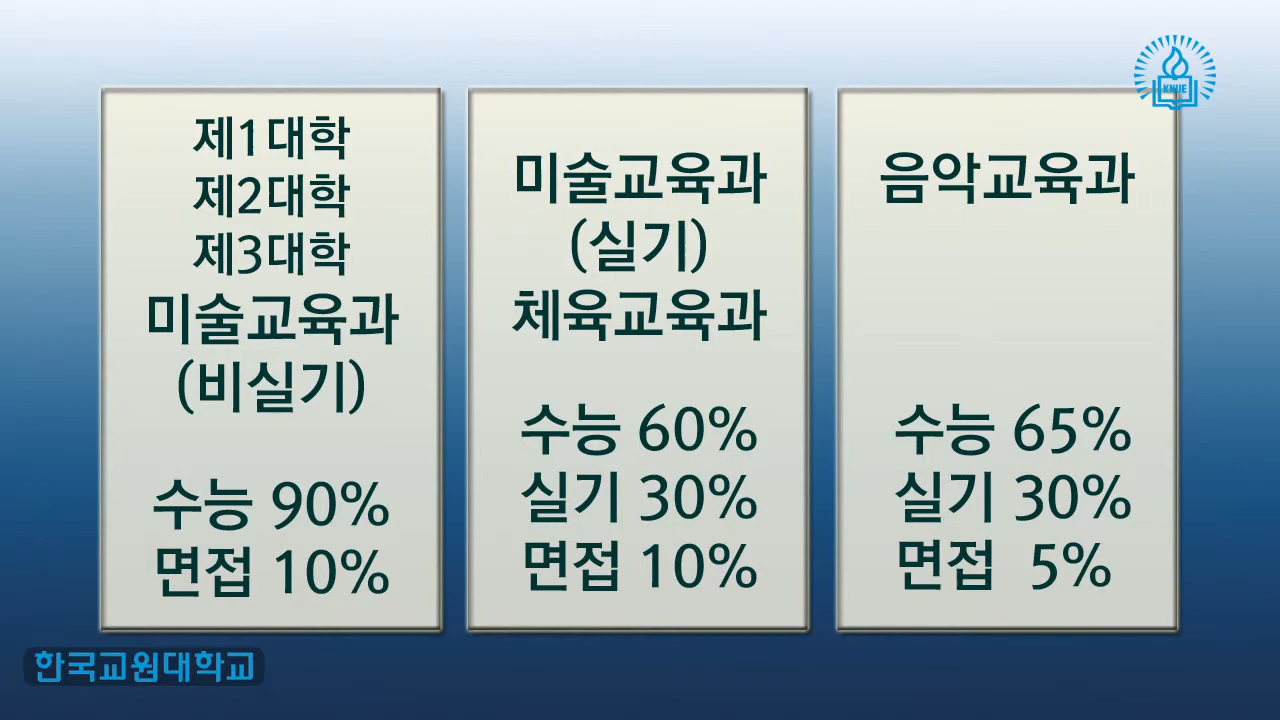 제1대학
제2대학
제3대학
미술교육과
(비실기)
수능 90%
면접 10%
미술교육과
(실기)
체육교육과
수능 60%
실기 30%
면접 10%
음악교육과
수능 65%
실기 30%
면접 5%
KNUE
한국교원대학교